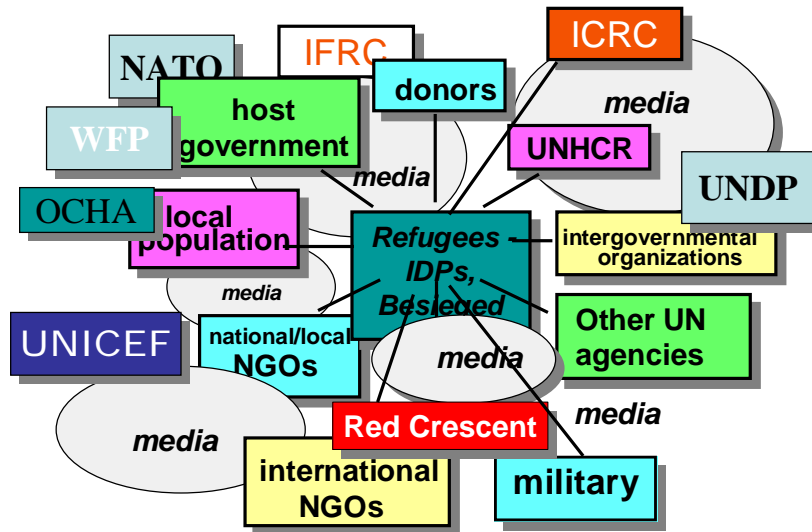 ICRC
IFRC
NATO
donors
media
host
government
WFP
UNHCR
media
UNDP
OCHA
local
population
Refugees
IDPs,
Besieged
intergovernmental
organizations
media
UNICEF
national/local
NGOs
Other UN
agencies
media
media
Red Crescent
media
international
NGOs
military